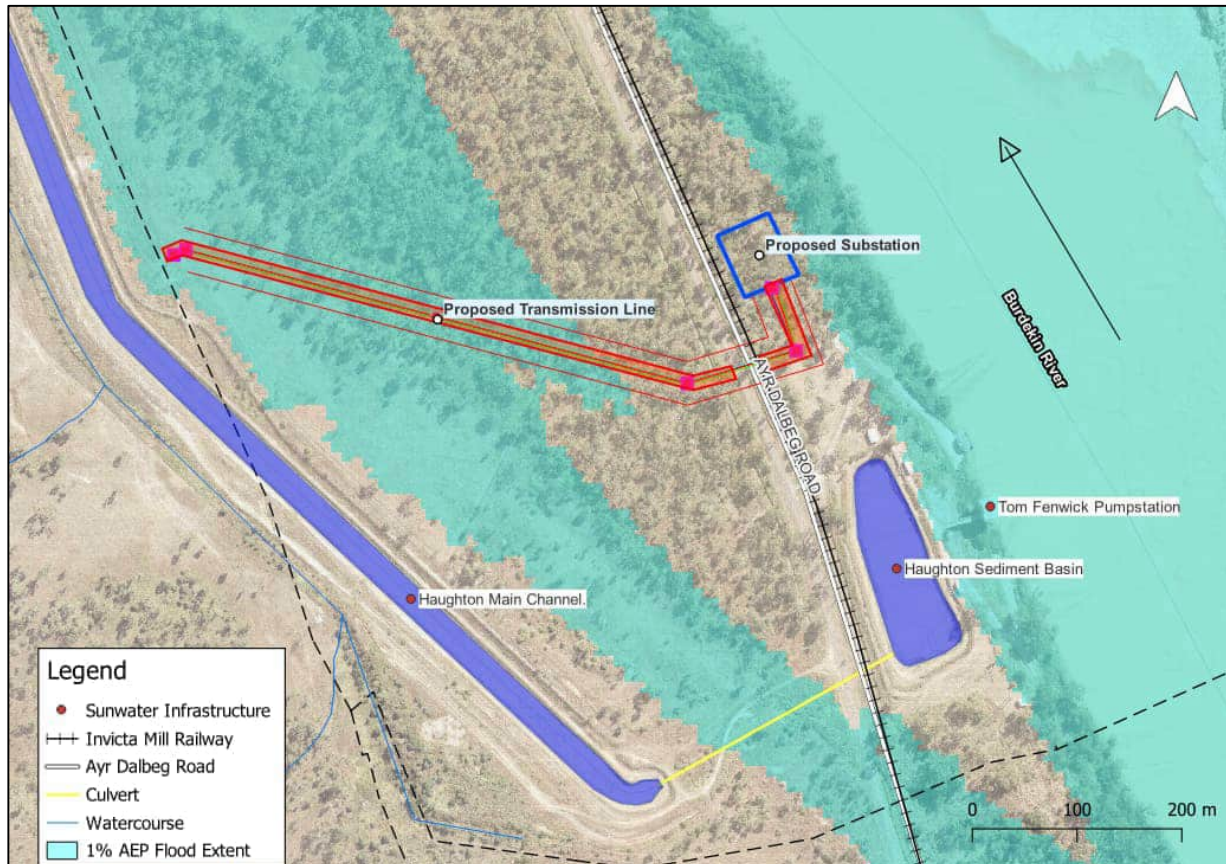 Proposed Substation
Proposed Transmission Line
Burdekin River
AYR DALBEG ROAD
Tom Fenwick Pumpstation
Haughton Sediment Basin
Haughton Main Channel.
Legend
Sunwater Infrastructure
Invicta Mill Railway
Ayr Dalbeg Road
Culvert
Watercourse
1% AEP Flood Extent
0 100 200 m